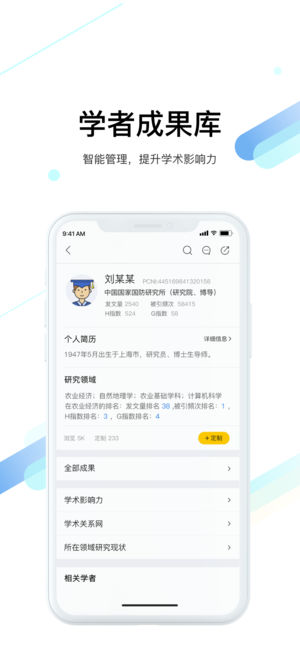 学者成果库
智能管理，提升学术影响力
9:41 AM
刘某某 PCNI:445169841320156
中国国家国防研究所（研究院、博导）
发文量 2540 被引频次 58415
H指数 524 G指数 58
个人简历 详细信息
1947年5月出生于上海市，研究员、博士生导师。
研究领域
农业经济；自然地理学；农业基础学科；计算机科学
在农业经济的排名：发文量排名 38 ,被引频次排名：1 ，
H指数排名：3 ，G指数排名：4
浏览 5K 定制 233 +定制
全部成果
学术影响力
学术关系网
所在领域研究现状
相关学者